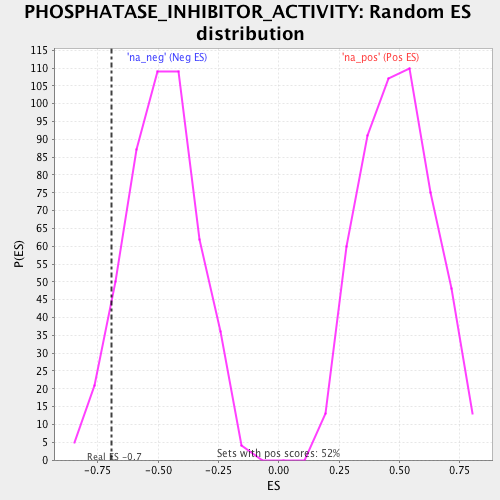 PHOSPHATASE_INHIBITOR_ACTIVITY: Random ES
distribution
'na_neg' (Neg ES)
'na_pos' (Pos ES)
115
110
105
100
95
90
85
80
75
70
65
60
55
50
45
40
35
30
25
20
15
10
5
0
P(ES)
Real ES -0.7
Sets with pos scores: 52%
-0.75 -0.50 -0.25 0.00 0.25 0.50 0.75
ES